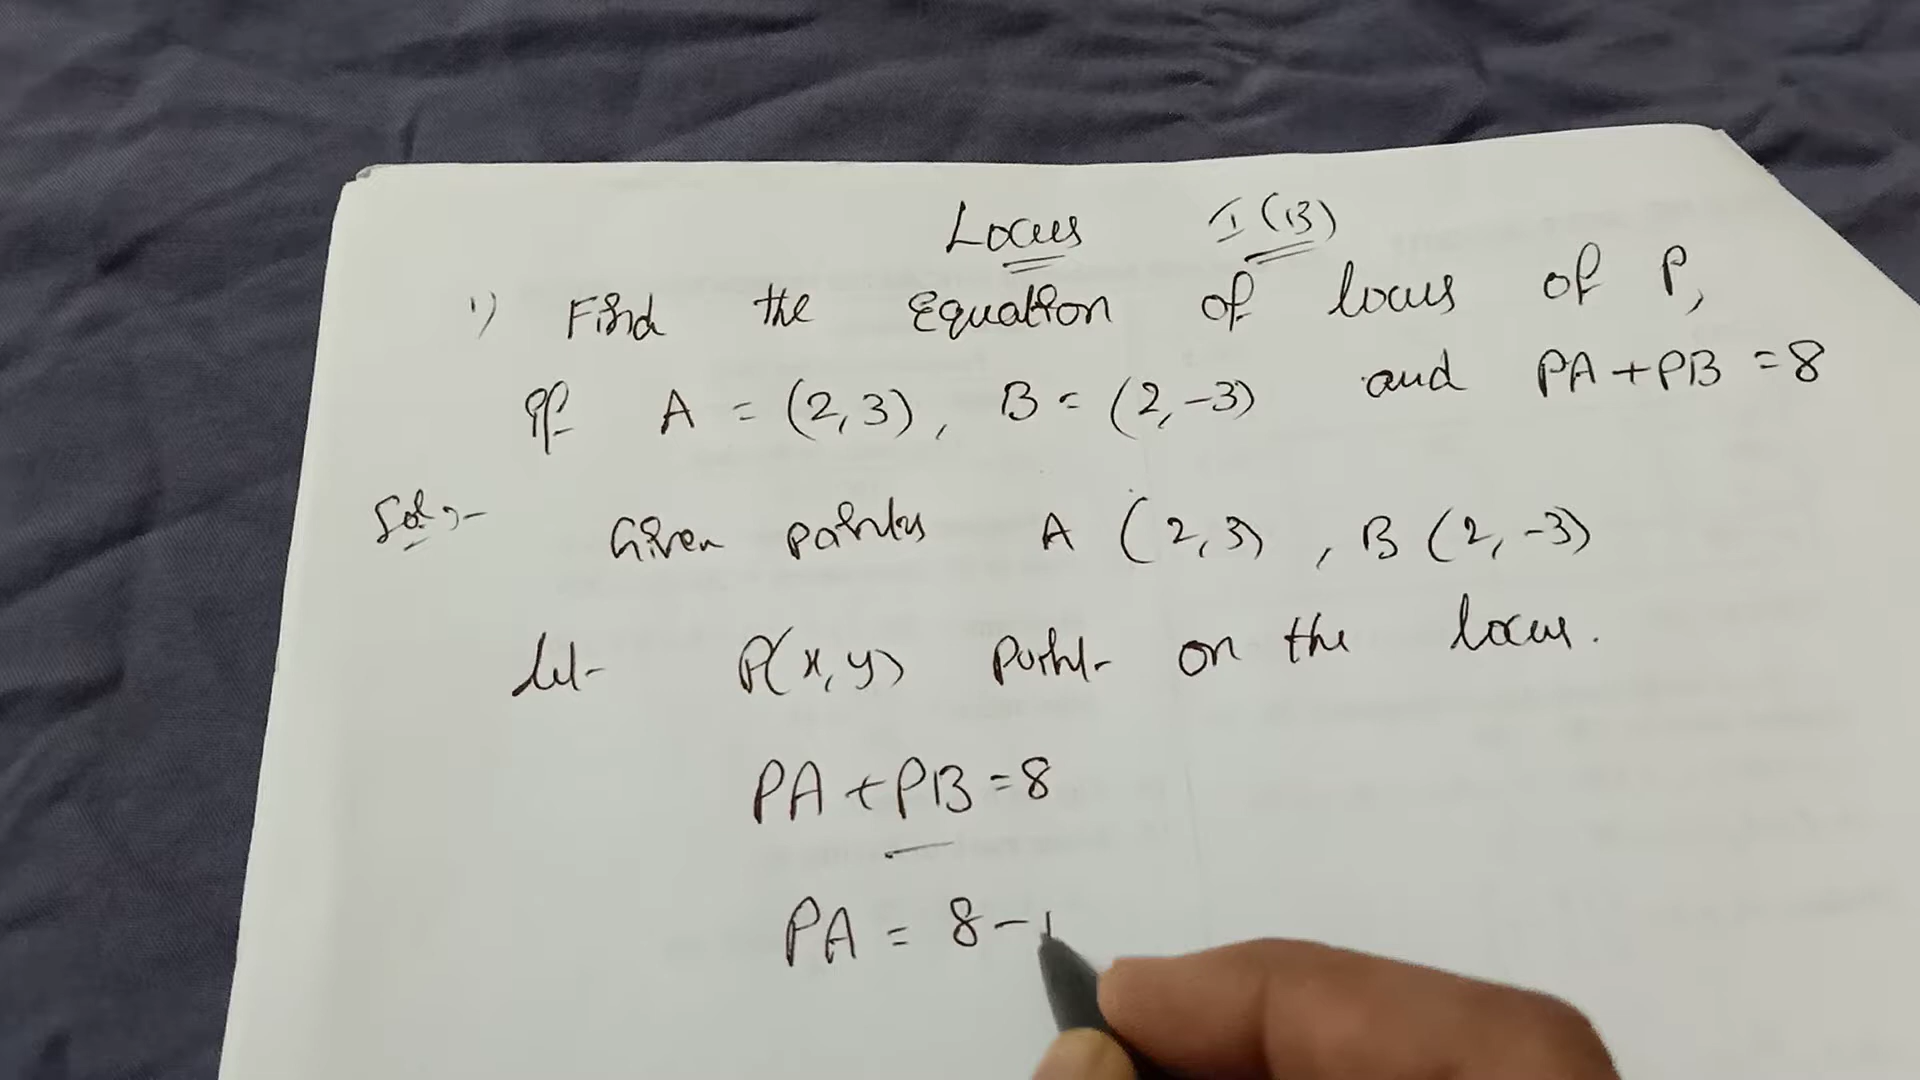 Locus I(B)
1) Find the Equation of locus of P,
if A = (2,3), B = (2,-3) and PA+PB = 8
Sol:- Given points A (2,3), B (2,-3)
Let P(x,y) point on the locus.
PA+PB=8
PA = 8-